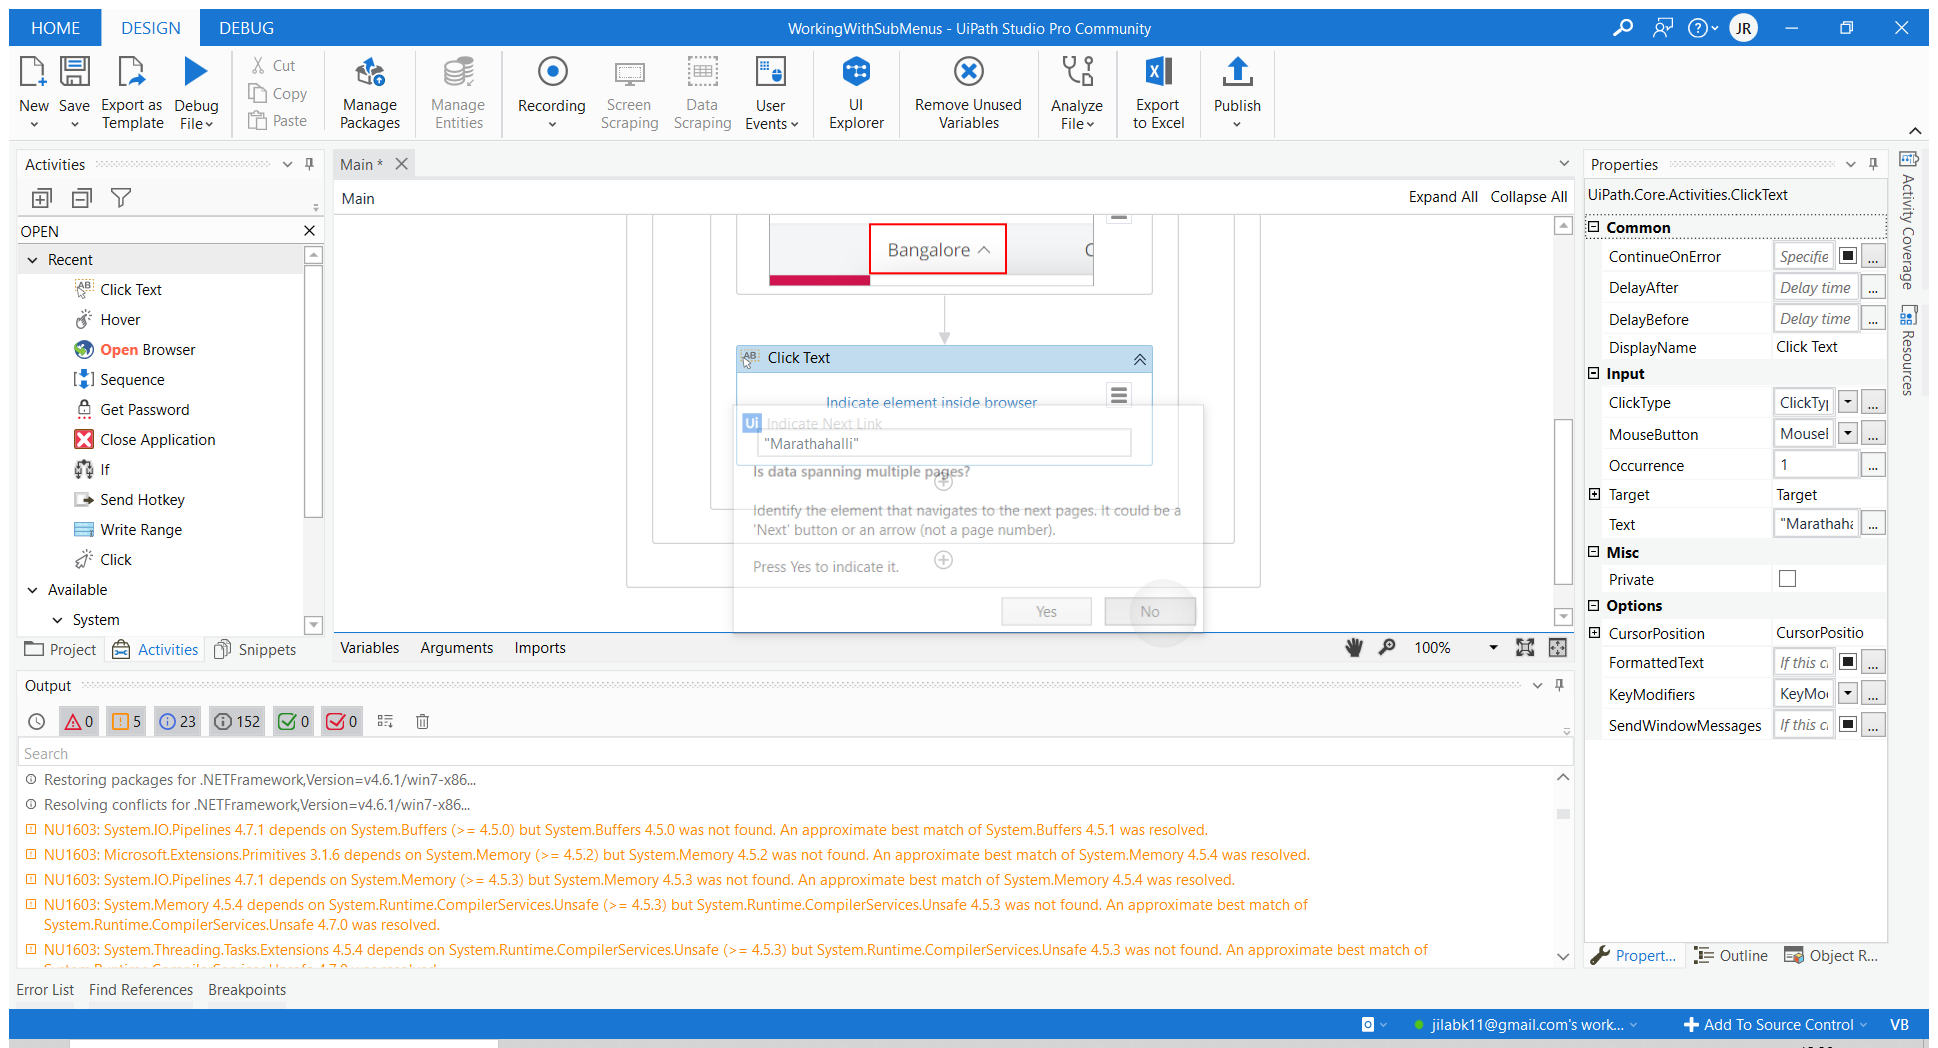 HOME DESIGN DEBUG
WorkingWithSubMenus - UiPath Studio Pro Community
JR
New
Save
Export as Template
Debug File
Cut
Copy
Paste
Manage Packages
Manage Entities
Recording
Screen Scraping
Data Scraping
User Events
UI Explorer
Remove Unused Variables
Analyze File
Export to Excel
Publish
Activities
OPEN
Recent
Click Text
Hover
Open Browser
Sequence
Get Password
Close Application
If
Send Hotkey
Write Range
Click
Available
System
Project Activities Snippets
Main *
Main
Expand All Collapse All
Bangalore
Click Text
Indicate element inside browser
Ui Indicate Next Link
"Marathahalli"
Is data spanning multiple pages?
Identify the element that navigates to the next pages. It could be a
'Next' button or an arrow (not a page number).
Press Yes to indicate it.
Yes No
Variables Arguments Imports
100%
Properties
UiPath.Core.Activities.ClickText
Common
ContinueOnError Specifie ...
DelayAfter Delay time ...
DelayBefore Delay time ...
DisplayName Click Text
Input
ClickType ClickTy ...
MouseButton Mouse ...
Occurrence 1 ...
Target Target
Text "Marathaha ...
Misc
Private
Options
CursorPosition CursorPositio
FormattedText If this c ...
KeyModifiers KeyMo ...
SendWindowMessages If this c ...
Propert... Outline Object R...
Activity Coverage
Resources
Output
0 5 23 152 0 0
Search
Restoring packages for .NETFramework,Version=v4.6.1/win7-x86...
Resolving conflicts for .NETFramework,Version=v4.6.1/win7-x86...
NU1603: System.IO.Pipelines 4.7.1 depends on System.Buffers (>= 4.5.0) but System.Buffers 4.5.0 was not found. An approximate best match of System.Buffers 4.5.1 was resolved.
NU1603: Microsoft.Extensions.Primitives 3.1.6 depends on System.Memory (>= 4.5.2) but System.Memory 4.5.2 was not found. An approximate best match of System.Memory 4.5.4 was resolved.
NU1603: System.IO.Pipelines 4.7.1 depends on System.Memory (>= 4.5.3) but System.Memory 4.5.3 was not found. An approximate best match of System.Memory 4.5.4 was resolved.
NU1603: System.Memory 4.5.4 depends on System.Runtime.CompilerServices.Unsafe (>= 4.5.3) but System.Runtime.CompilerServices.Unsafe 4.5.3 was not found. An approximate best match of
System.Runtime.CompilerServices.Unsafe 4.7.0 was resolved.
NU1603: System.Threading.Tasks.Extensions 4.5.4 depends on System.Runtime.CompilerServices.Unsafe (>= 4.5.3) but System.Runtime.CompilerServices.Unsafe 4.5.3 was not found. An approximate best match of
Error List Find References Breakpoints
jilabk11@gmail.com's work... Add To Source Control VB